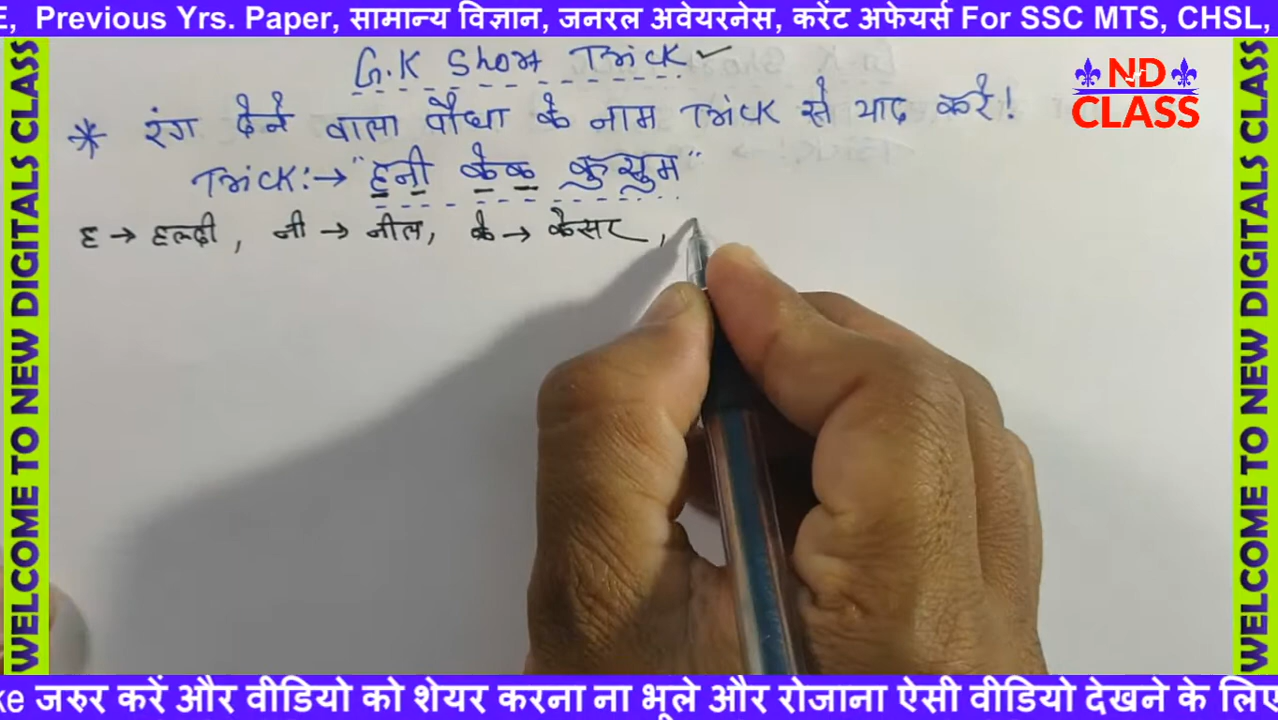 E, Previous Yrs. Paper, सामान्य विज्ञान, जनरल अवेयरनेस, करेंट अफेयर्स For SSC MTS, CHSL,
G.K Short Trick ✓
ND CLASS
* रंग देने वाला पौधा के नाम Trick से याद करे!
Trick:→ "हनी केक कुसुम"
ह → हल्दी, नी → नील, के → केसर,
WELCOME TO NEW DIGITALS CLASS
WELCOME TO NEW DIGITALS CLASS
ke जरुर करें और वीडियो को शेयर करना ना भूले और रोजाना ऐसी वीडियो देखने के लिए